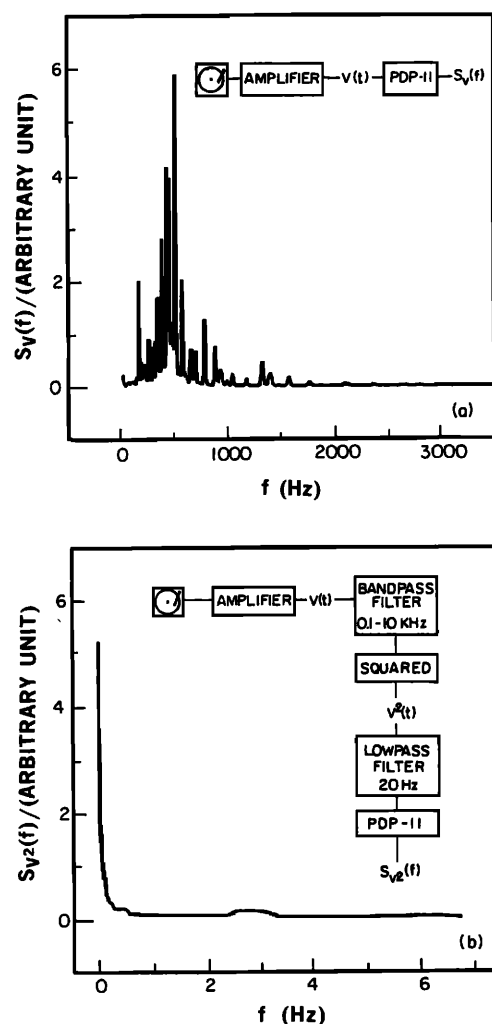 6
4
2
0
S_V(f)/(ARBITRARY UNIT)
AMPLIFIER
V(t)
PDP-11
S_V(f)
(a)
0 1000 2000 3000
f (Hz)
6
4
2
0
S_V2(f)/(ARBITRARY UNIT)
AMPLIFIER
V(t)
BANDPASS
FILTER
0.1-10 KHz
SQUARED
V²(t)
LOWPASS
FILTER
20Hz
PDP-11
S_V2(f)
(b)
0 2 4 6
f (Hz)